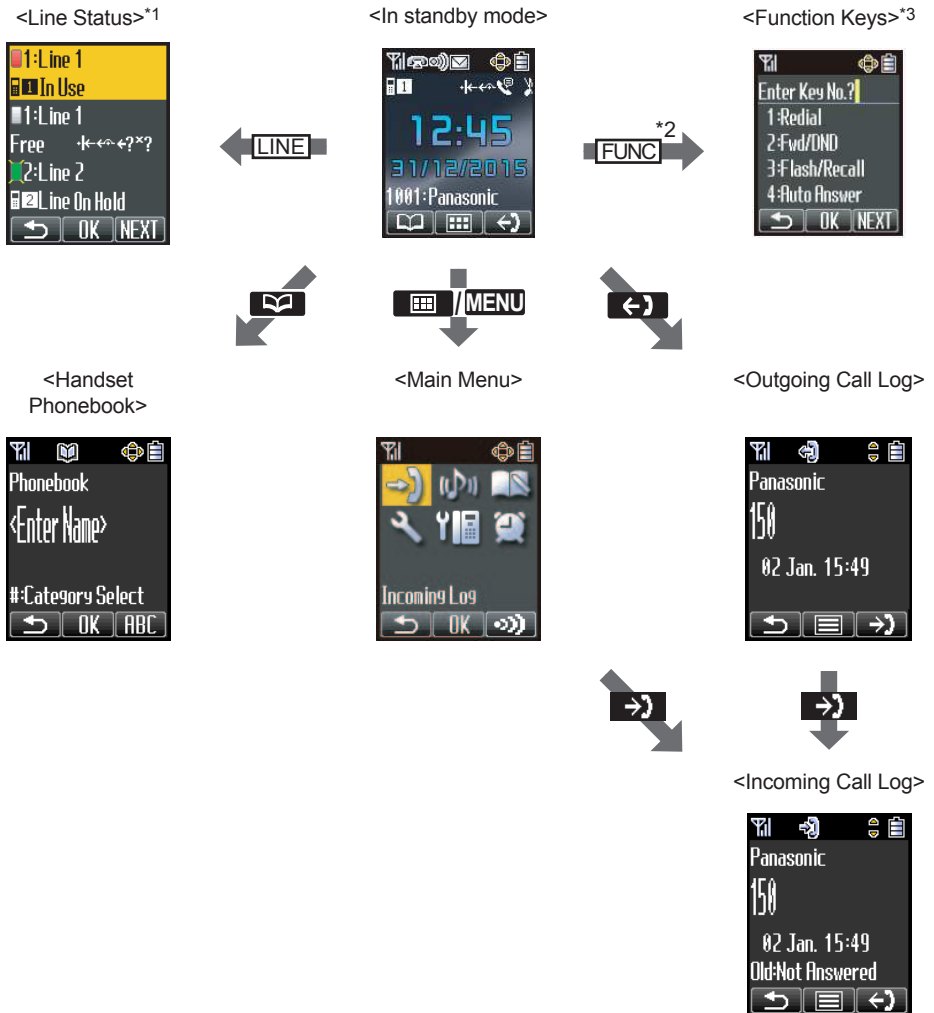 <Line Status>*1
<In standby mode>
<Function Keys>*3
1:Line 1
1 In Use
1:Line 1
Free ?*?
2:Line 2
2 Line On Hold
OK NEXT
LINE
1
12:45
31/12/2015
1001:Panasonic
*2
FUNC
Enter Key No.?
1:Redial
2:Fwd/DND
3:Flash/Recall
4:Auto Answer
OK NEXT
/MENU
<Handset
Phonebook>
<Main Menu>
<Outgoing Call Log>
Phonebook
<Enter Name>
#:Category Select
OK ABC
Incoming Log
OK
Panasonic
150
02 Jan. 15:49
<Incoming Call Log>
Panasonic
150
02 Jan. 15:49
Old:Not Answered